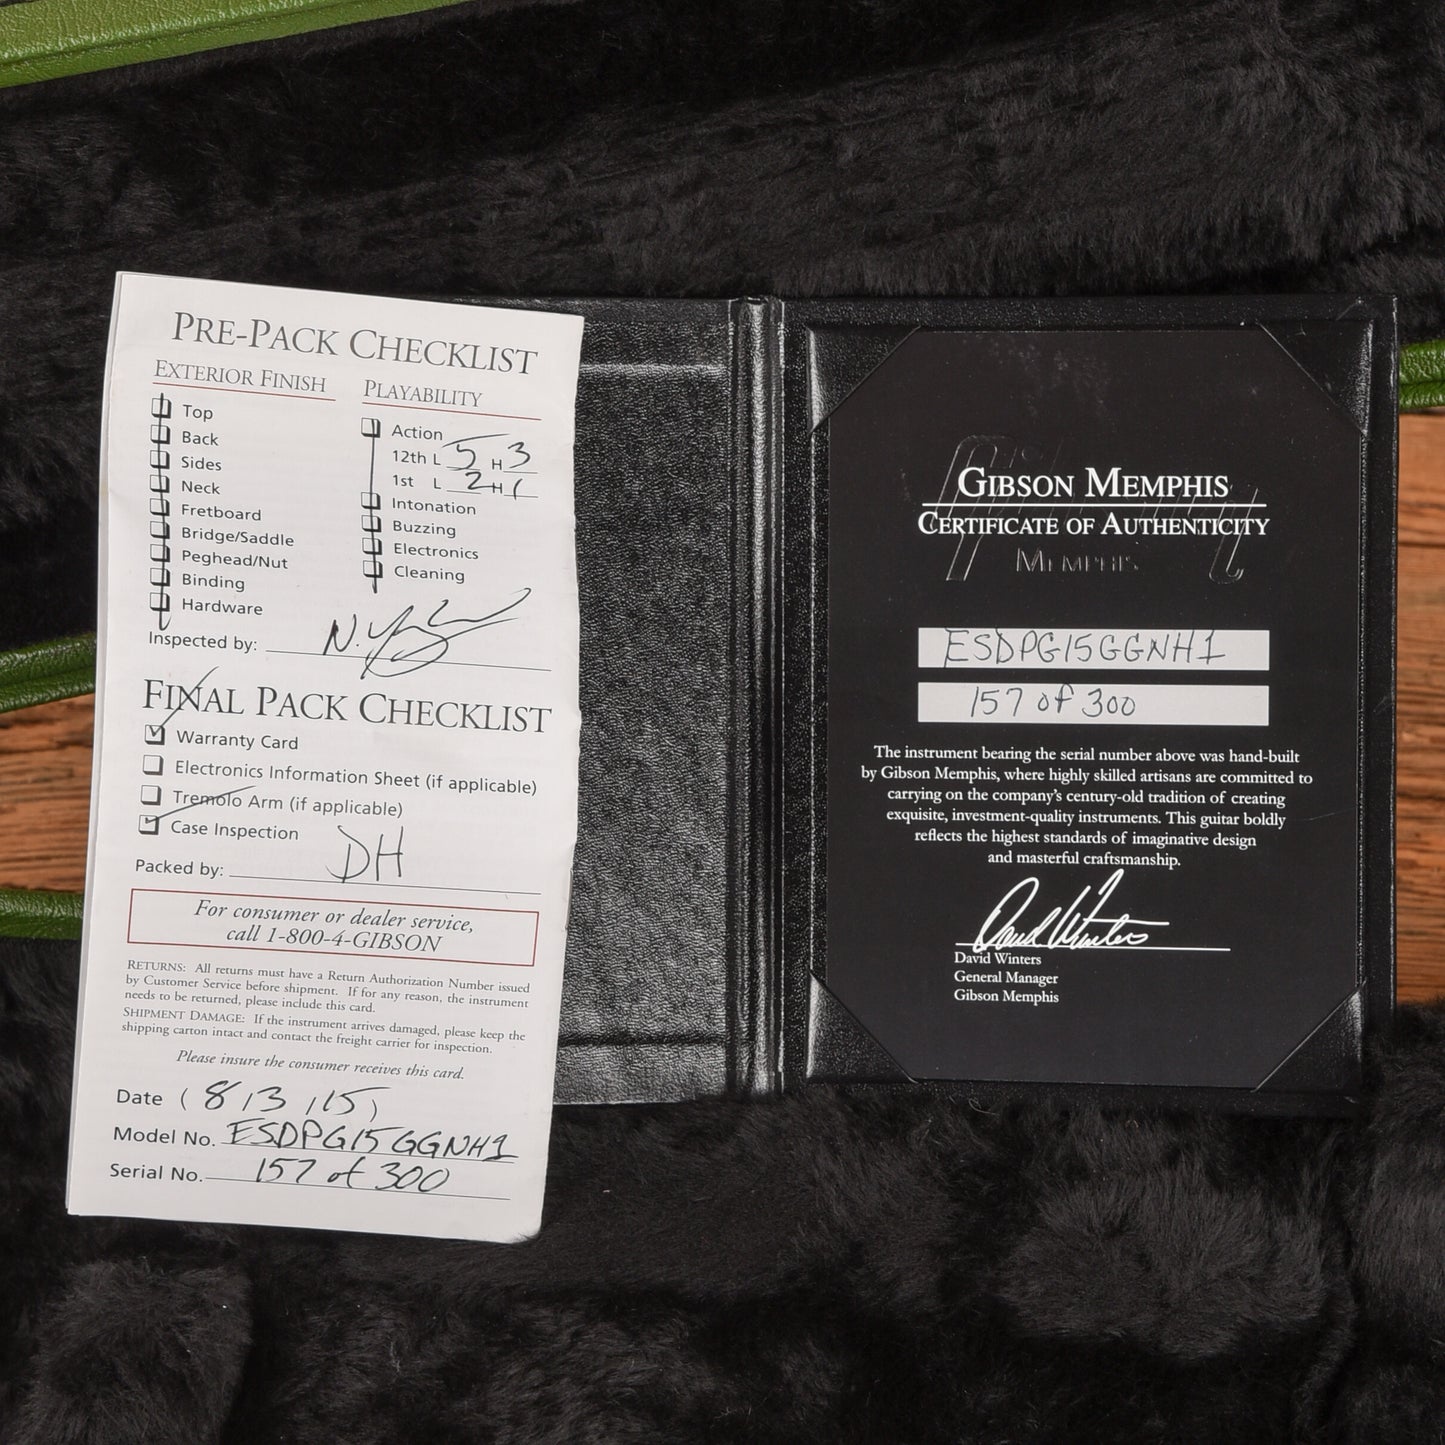 PRE-PACK CHECKLIST
EXTERIOR FINISH
Top
Back
Sides
Neck
Fretboard
Bridge/Saddle
Peghead/Nut
Binding
Hardware
PLAYABILITY
Action
12th L 5 H 3
1st L 2 H 1
Intonation
Buzzing
Electronics
Cleaning
Inspected by: N.
FINAL PACK CHECKLIST
Warranty Card
Electronics Information Sheet (if applicable)
Tremolo Arm (if applicable)
Case Inspection
Packed by: DH
For consumer or dealer service,
call 1-800-4-GIBSON
RETURNS: All returns must have a Return Authorization Number issued
by Customer Service before shipment. If for any reason, the instrument
needs to be returned, please include this card.
SHIPMENT DAMAGE: If the instrument arrives damaged, please keep the
shipping carton intact and contact the freight carrier for inspection.
Please insure the consumer receives this card.
Date (8/3/15)
Model No. ESDPG15GGNH1
Serial No. 157 of 300
GIBSON MEMPHIS
CERTIFICATE OF AUTHENTICITY
MEMPHIS
ESDPG15GGNH1
157 of 300
The instrument bearing the serial number above was hand-built
by Gibson Memphis, where highly skilled artisans are committed to
carrying on the company's century-old tradition of creating
exquisite, investment-quality instruments. This guitar boldly
reflects the highest standards of imaginative design
and masterful craftsmanship.
David Winters
David Winters
General Manager
Gibson Memphis